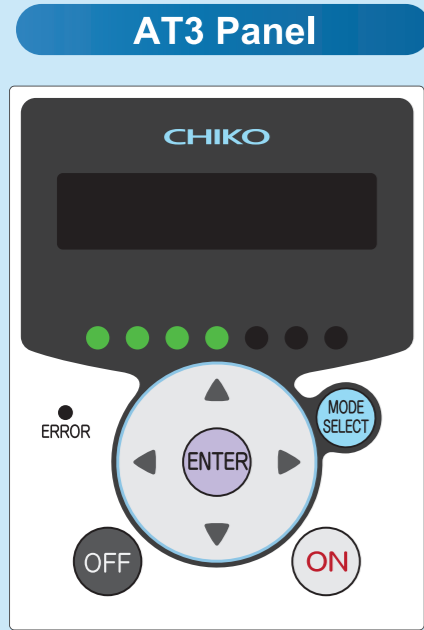 AT3 Panel
CHIKO
MODE
SELECT
ERROR
ENTER
OFF
ON